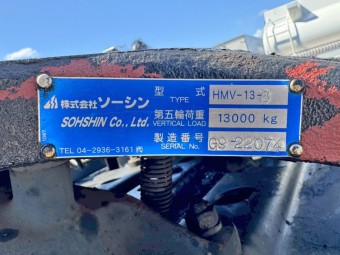 株式会社 ソーシン
SOHSHIN Co., Ltd.
TEL 04-2936-3161 代
型式 HMV-13-3
TYPE
第五輪荷重 13000 kg
VERTICAL LOAD
製造番号 GS-22074
SERIAL No.